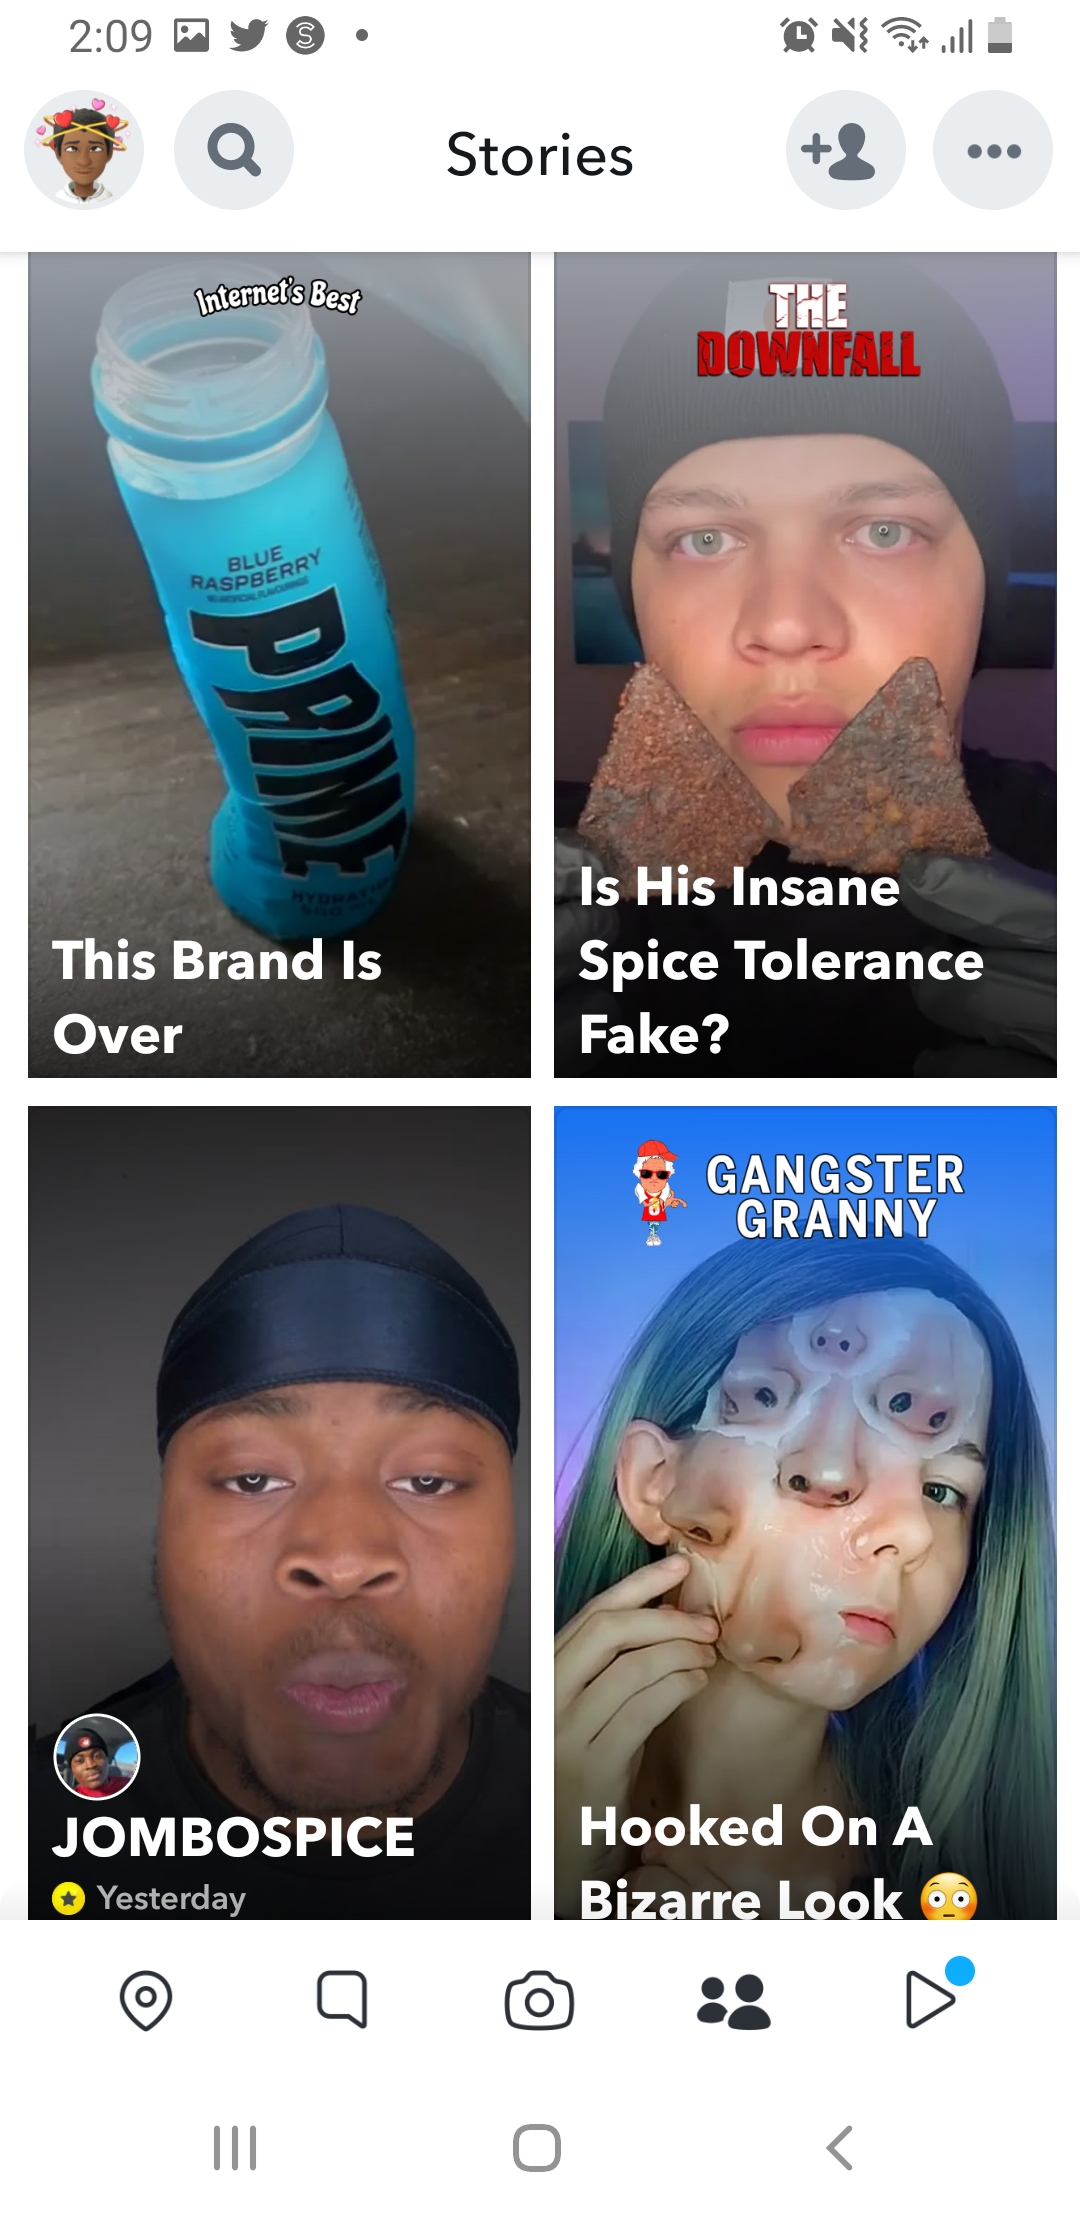 2:09
Stories
Internet's Best
BLUE
RASPBERRY
PRIME
HYDRATION
This Brand Is
Over
THE
DOWNFALL
Is His Insane
Spice Tolerance
Fake?
JOMBOSPICE
Yesterday
GANGSTER
GRANNY
Hooked On A
Bizarre Look 😳